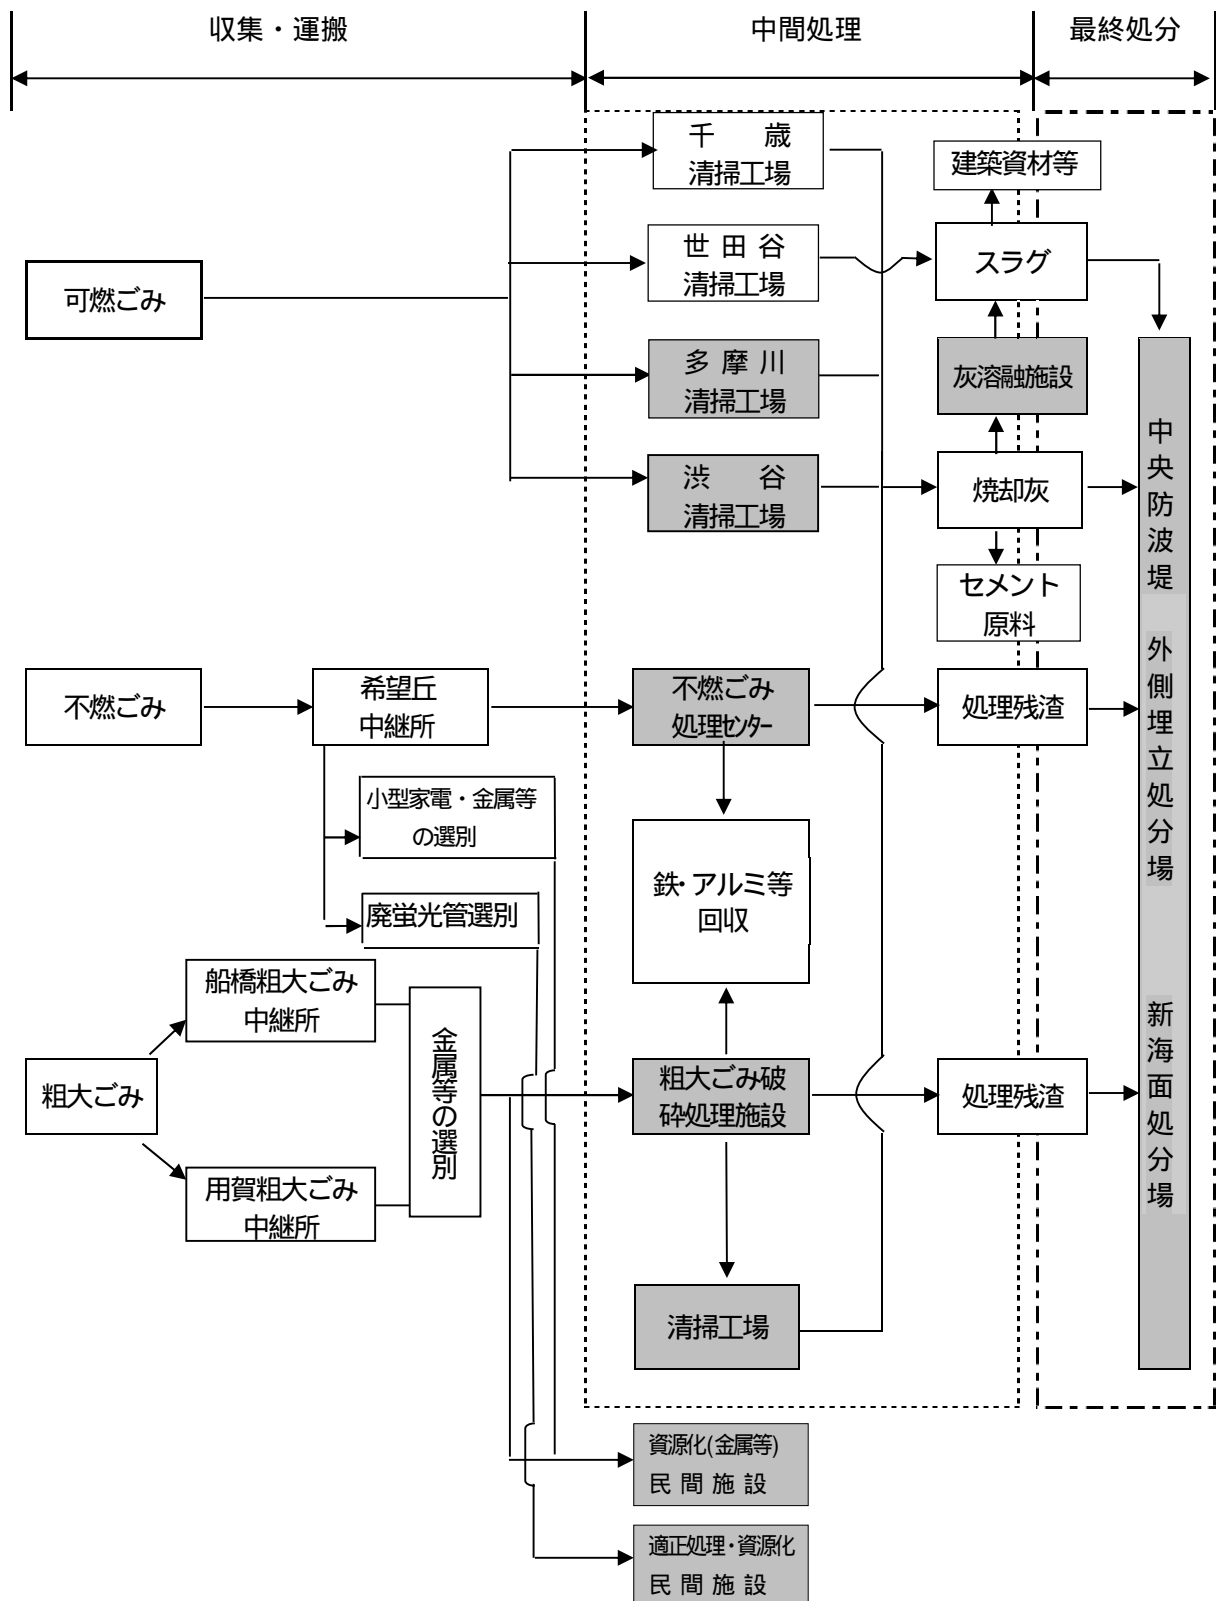 収集・運搬
中間処理
最終処分
千　歳
清掃工場
建築資材等
世田谷
清掃工場
スラグ
可燃ごみ
多摩川
清掃工場
灰溶融施設
渋　谷
清掃工場
焼却灰
セメント
原料
中央防波堤　外側埋立処分場　新海面処分場
不燃ごみ
希望丘
中継所
不燃ごみ
処理ｾﾝﾀｰ
処理残渣
小型家電・金属等
の選別
鉄・アルミ等
回収
廃蛍光管選別
船橋粗大ごみ
中継所
金属等の選別
粗大ごみ
粗大ごみ破
砕処理施設
処理残渣
用賀粗大ごみ
中継所
清掃工場
資源化(金属等)
民間施設
適正処理・資源化
民間施設